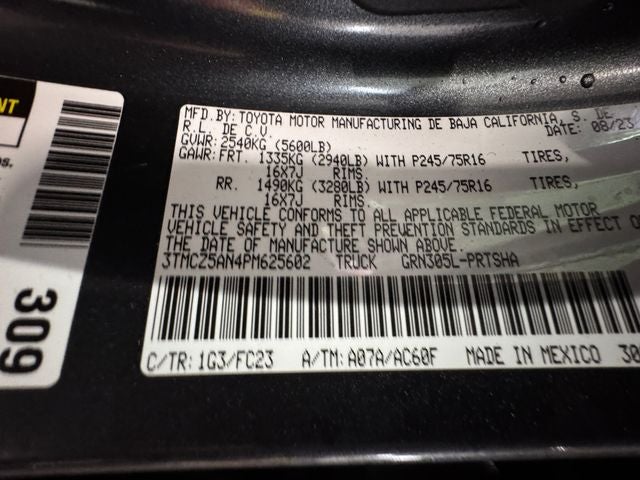 NT
ns.
309
MFD.BY:TOYOTA MOTOR MANUFACTURING DE BAJA CALIFORNIA, S. DE
R.L. DE C.V. DATE: 08/23
GVWR:2540KG (5600LB)
GAWR:FRT. 1335KG (2940LB) WITH P245/75R16 TIRES,
16X7J RIMS
RR. 1490KG (3280LB) WITH P245/75R16 TIRES,
16X7J RIMS
THIS VEHICLE CONFORMS TO ALL APPLICABLE FEDERAL MOTOR
VEHICLE SAFETY AND THEFT PREVENTION STANDARDS IN EFFECT O
THE DATE OF MANUFACTURE SHOWN ABOVE.
3TMCZ5AN4PM625602 TRUCK GRN305L-PRTSHA
C/TR:1G3/FC23 A/TM:A07A/AC60F MADE IN MEXICO 30